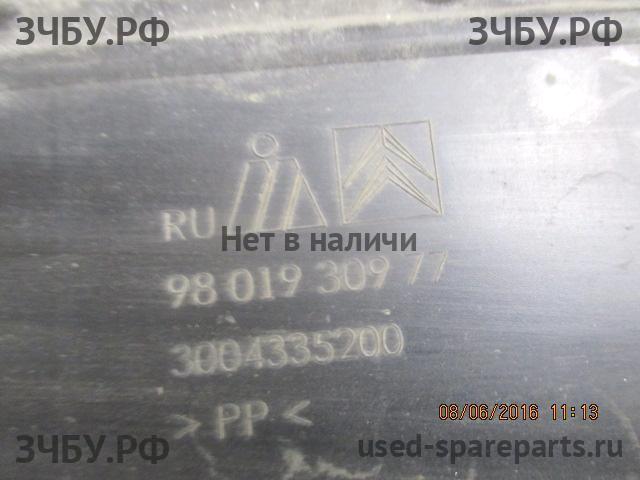 ЗЧБУ.РФ ЗЧБУ.РФ
RU
Нет в наличи
98 019 309 77
3004335200
> PP <
08/06/2016 11:13
ЗЧБУ.РФ used-spareparts.ru